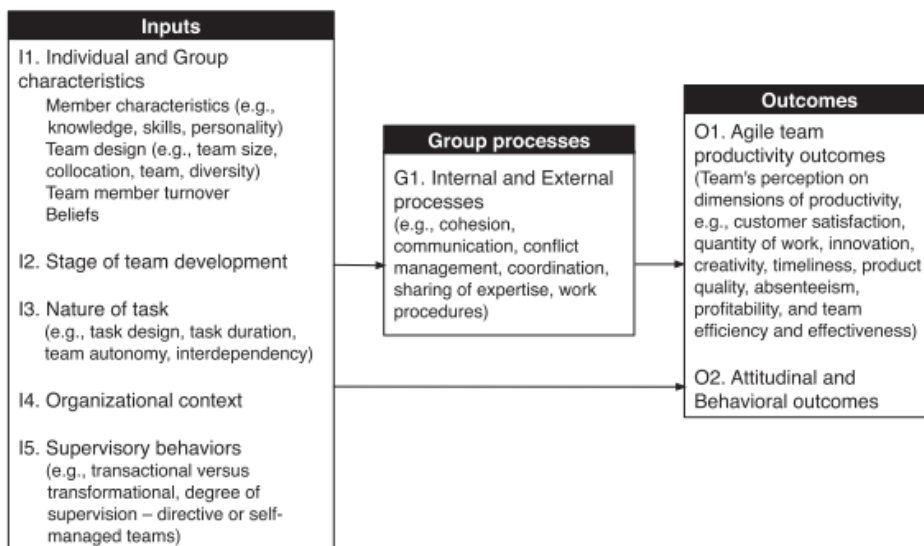 Inputs
I1. Individual and Group
characteristics
Member characteristics (e.g.,
knowledge, skills, personality)
Team design (e.g., team size,
collocation, team, diversity)
Team member turnover
Beliefs
I2. Stage of team development
I3. Nature of task
(e.g., task design, task duration,
team autonomy, interdependency)
I4. Organizational context
I5. Supervisory behaviors
(e.g., transactional versus
transformational, degree of
supervision – directive or self-
managed teams)
Group processes
G1. Internal and External
processes
(e.g., cohesion,
communication, conflict
management, coordination,
sharing of expertise, work
procedures)
Outcomes
O1. Agile team
productivity outcomes
(Team's perception on
dimensions of productivity,
e.g., customer satisfaction,
quantity of work, innovation,
creativity, timeliness, product
quality, absenteeism,
profitability, and team
efficiency and effectiveness)
O2. Attitudinal and
Behavioral outcomes